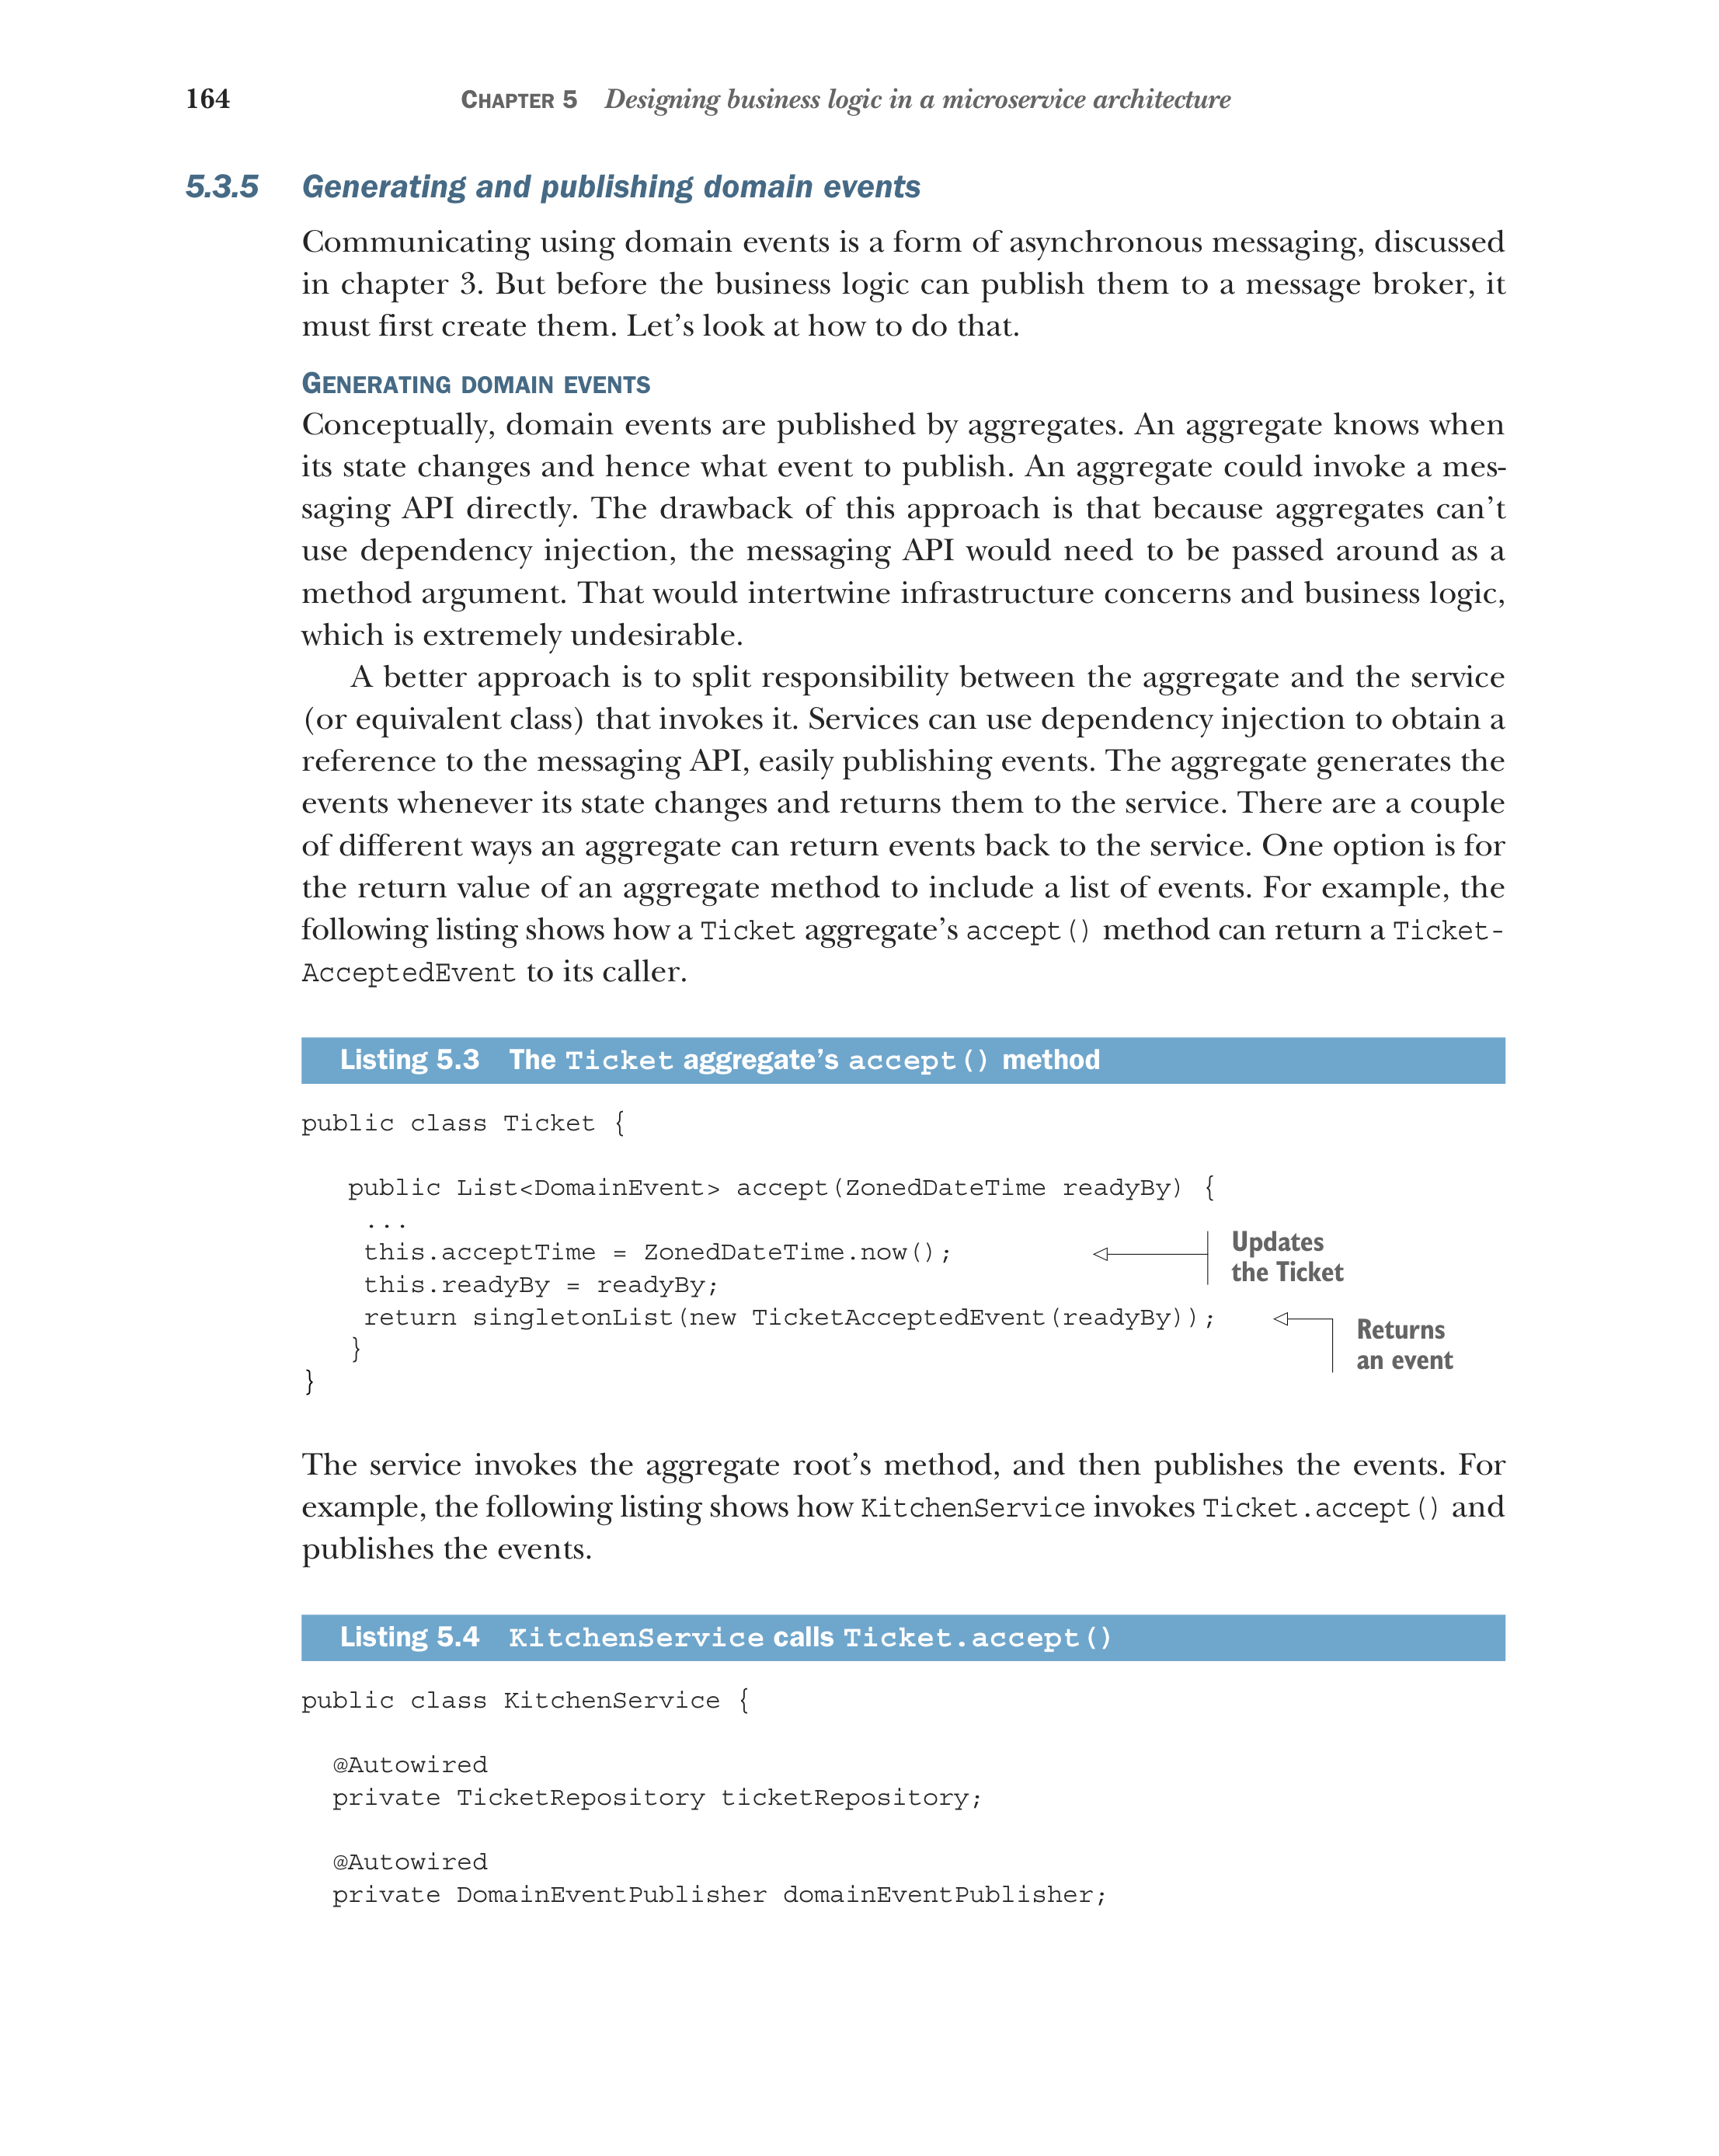 164 CHAPTER 5 Designing business logic in a microservice architecture
5.3.5 Generating and publishing domain events
Communicating using domain events is a form of asynchronous messaging, discussed
in chapter 3. But before the business logic can publish them to a message broker, it
must first create them. Let’s look at how to do that.
GENERATING DOMAIN EVENTS
Conceptually, domain events are published by aggregates. An aggregate knows when
its state changes and hence what event to publish. An aggregate could invoke a mes-
saging API directly. The drawback of this approach is that because aggregates can’t
use dependency injection, the messaging API would need to be passed around as a
method argument. That would intertwine infrastructure concerns and business logic,
which is extremely undesirable.
A better approach is to split responsibility between the aggregate and the service
(or equivalent class) that invokes it. Services can use dependency injection to obtain a
reference to the messaging API, easily publishing events. The aggregate generates the
events whenever its state changes and returns them to the service. There are a couple
of different ways an aggregate can return events back to the service. One option is for
the return value of an aggregate method to include a list of events. For example, the
following listing shows how a Ticket aggregate’s accept() method can return a Ticket-
AcceptedEvent to its caller.
Listing 5.3 The Ticket aggregate’s accept() method
public class Ticket {
public List<DomainEvent> accept(ZonedDateTime readyBy) {
...
this.acceptTime = ZonedDateTime.now();
this.readyBy = readyBy;
return singletonList(new TicketAcceptedEvent(readyBy));
}
}
Updates
the Ticket
Returns
an event
The service invokes the aggregate root’s method, and then publishes the events. For
example, the following listing shows how KitchenService invokes Ticket.accept() and
publishes the events.
Listing 5.4 KitchenService calls Ticket.accept()
public class KitchenService {
@Autowired
private TicketRepository ticketRepository;
@Autowired
private DomainEventPublisher domainEventPublisher;